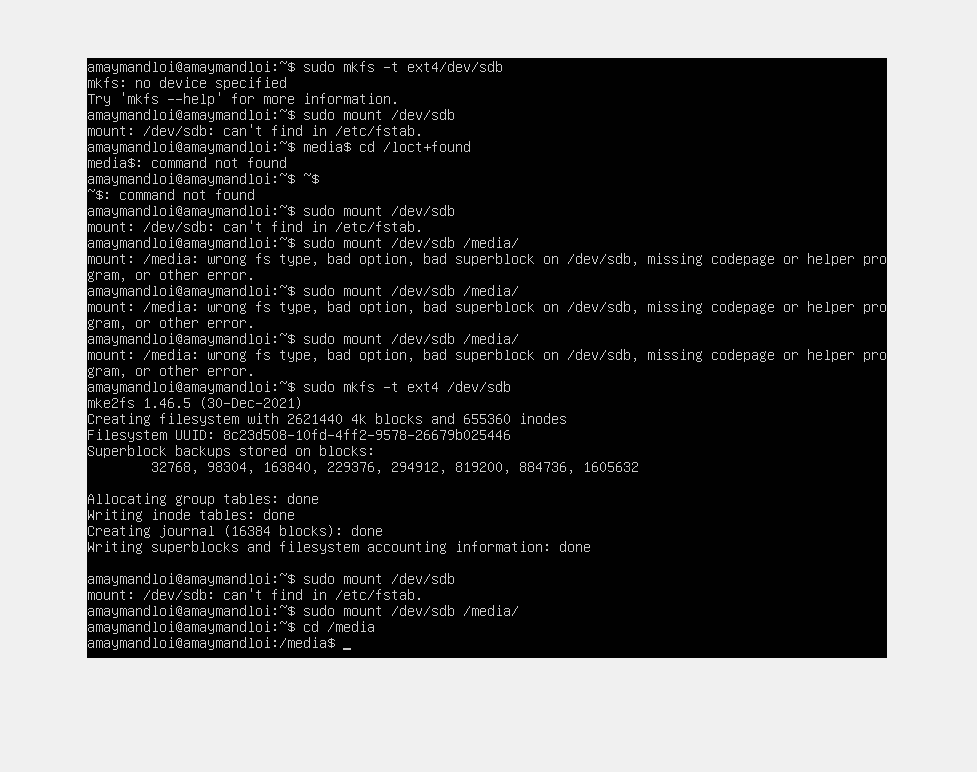 amaymandloi@amaymandloi:~$ sudo mkfs -t ext4/dev/sdb
mkfs: no device specified
Try 'mkfs --help' for more information.
amaymandloi@amaymandloi:~$ sudo mount /dev/sdb
mount: /dev/sdb: can't find in /etc/fstab.
amaymandloi@amaymandloi:~$ media$ cd /loct+found
media$: command not found
amaymandloi@amaymandloi:~$ ~$
~$: command not found
amaymandloi@amaymandloi:~$ sudo mount /dev/sdb
mount: /dev/sdb: can't find in /etc/fstab.
amaymandloi@amaymandloi:~$ sudo mount /dev/sdb /media/
mount: /media: wrong fs type, bad option, bad superblock on /dev/sdb, missing codepage or helper pro
gram, or other error.
amaymandloi@amaymandloi:~$ sudo mount /dev/sdb /media/
mount: /media: wrong fs type, bad option, bad superblock on /dev/sdb, missing codepage or helper pro
gram, or other error.
amaymandloi@amaymandloi:~$ sudo mount /dev/sdb /media/
mount: /media: wrong fs type, bad option, bad superblock on /dev/sdb, missing codepage or helper pro
gram, or other error.
amaymandloi@amaymandloi:~$ sudo mkfs -t ext4 /dev/sdb
mke2fs 1.46.5 (30-Dec-2021)
Creating filesystem with 2621440 4k blocks and 655360 inodes
Filesystem UUID: 8c23d508-10fd-4ff2-9578-26679b025446
Superblock backups stored on blocks:
32768, 98304, 163840, 229376, 294912, 819200, 884736, 1605632
Allocating group tables: done
Writing inode tables: done
Creating journal (16384 blocks): done
Writing superblocks and filesystem accounting information: done
amaymandloi@amaymandloi:~$ sudo mount /dev/sdb
mount: /dev/sdb: can't find in /etc/fstab.
amaymandloi@amaymandloi:~$ sudo mount /dev/sdb /media/
amaymandloi@amaymandloi:~$ cd /media
amaymandloi@amaymandloi:/media$ _